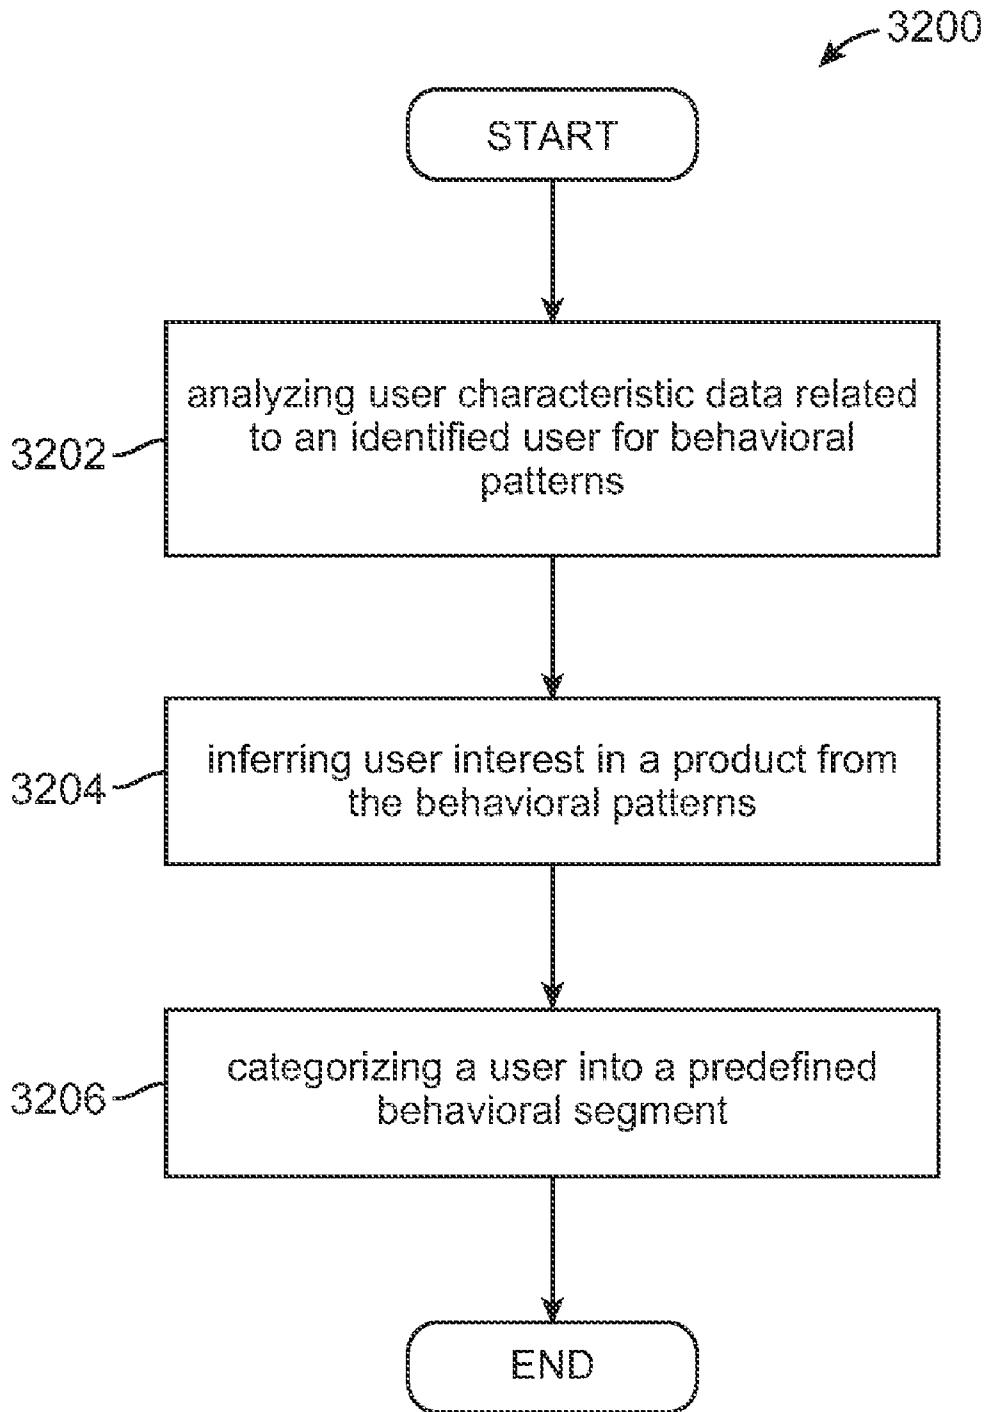 3200
START
3202
analyzing user characteristic data related
to an identified user for behavioral
patterns
3204
inferring user interest in a product from
the behavioral patterns
3206
categorizing a user into a predefined
behavioral segment
END